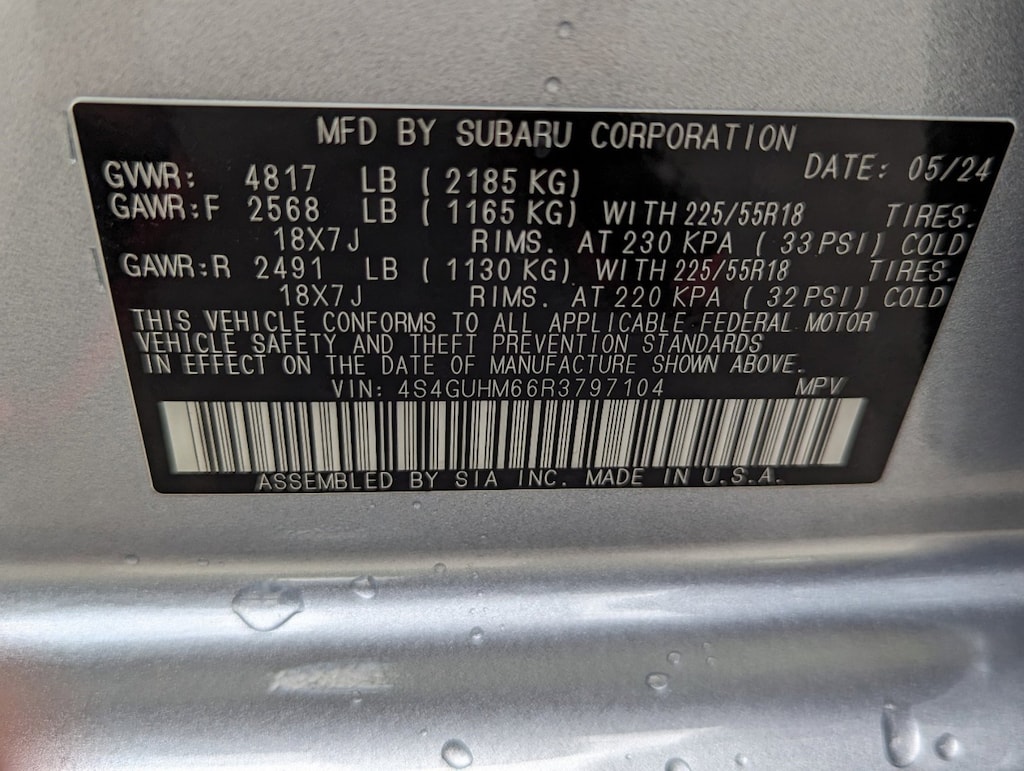 MFD BY SUBARU CORPORATION
DATE: 05/24
GVWR: 4817 LB ( 2185 KG)
GAWR:F 2568 LB ( 1165 KG) WITH 225/55R18 TIRES.
18X7J RIMS. AT 230 KPA ( 33 PSI) COLD
GAWR:R 2491 LB ( 1130 KG) WITH 225/55R18 TIRES.
18X7J RIMS. AT 220 KPA ( 32 PSI) COLD
THIS VEHICLE CONFORMS TO ALL APPLICABLE FEDERAL MOTOR
VEHICLE SAFETY AND THEFT PREVENTION STANDARDS
IN EFFECT ON THE DATE OF MANUFACTURE SHOWN ABOVE.
VIN: 4S4GUHM66R3797104 MPV
ASSEMBLED BY SIA INC. MADE IN U.S.A.